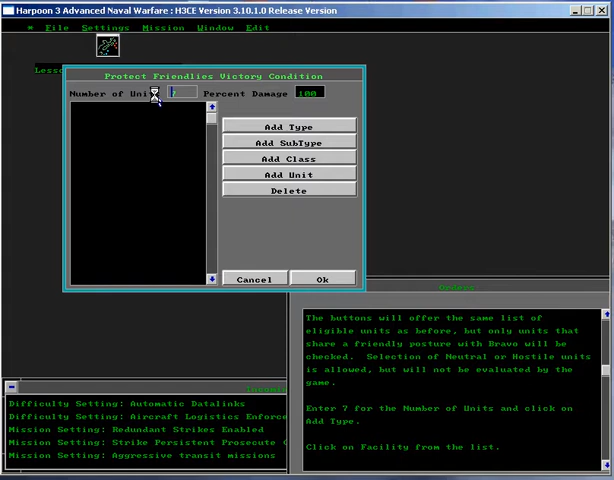 Harpoon 3 Advanced Naval Warfare : H3CE Version 3.10.1.0 Release Version
* File Settings Mission Window Edit
Protect Friendlies Victory Condition
Number of 7 Percent Damage 100
Add Type
Add SubType
Add Class
Add Unit
Delete
Cancel Ok
Orders
The buttons will offer the same list of
eligible units as before, but only units that
share a friendly posture with Bravo will be
checked. Selection of Neutral or Hostile units
is allowed, but will not be evaluated by the
game.
Enter 7 for the Number of Units and click on
Add Type.
Click on Facility from the list.
Difficulty Setting: Automatic Datalinks
Difficulty Setting: Aircraft Logistics Enforce
Mission Setting: Redundant Strikes Enabled
Mission Setting: Strike Persistent Prosecute
Mission Setting: Aggressive transit missions